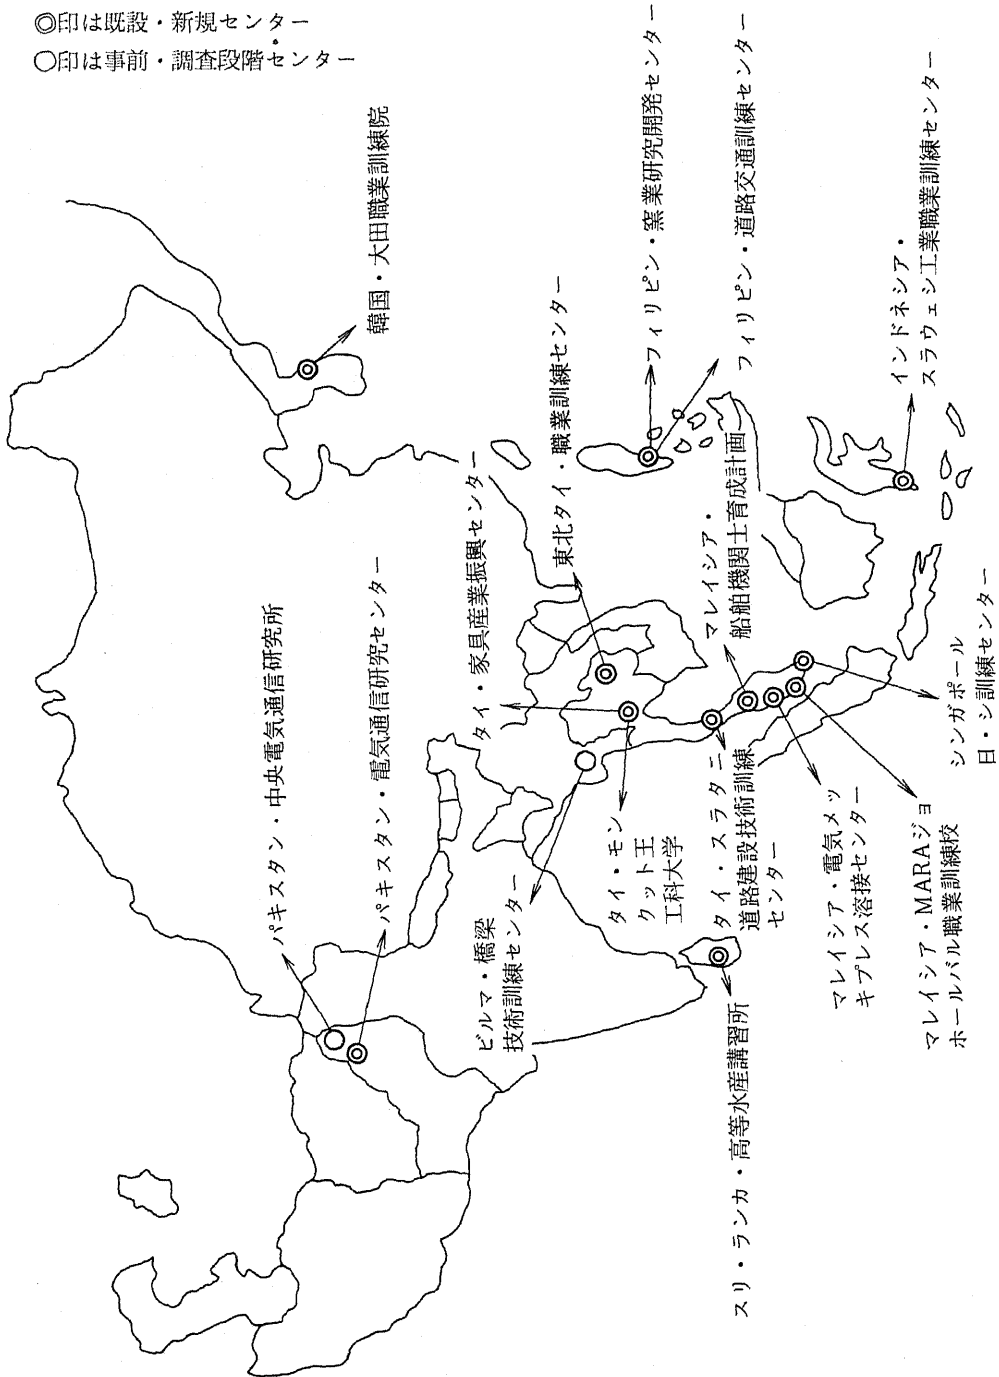 ◎印は既設・新規センター
○印は事前・調査段階センター
韓国・大田職業訓練院
フィリピン・窯業研究開発センター
フィリピン・道路交通訓練センター
インドネシア・
スラウェシ工業職業訓練センター
東北タイ・職業訓練センター
タイ・家具産業振興センター
マレイシア・
船舶機関士育成計画
パキスタン・中央電気通信研究所
パキスタン・電気通信研究センター
ビルマ・橋梁
技術訓練センター
タイ・モン
クット王
工科大学
タイ・スラタニ
道路建設技術訓練
センター
マレイシア・電気メッ
キプレス溶接センター
マレイシア・MARAジョ
ホールバル職業訓練校
シンガポール
日・シ訓練センター
スリ・ランカ・高等水産講習所